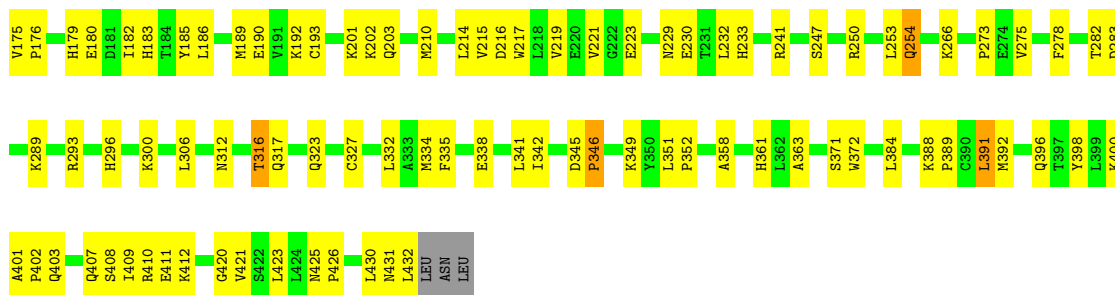 V175 P176 H179 E180 D181 I182 H183 T184 Y185 L186 M189 E190 V191 K192 C193 K201 K202 Q203 M210 L214 V215 D216 W217 L218 V219 E220 V221 G222 E223 N229 E230 T231 L232 H233 R241 S247 R250 L253 Q254 K266 P273 E274 V275 F278 T282
K289 R293 H296 K300 L306 N312 T316 Q317 Q323 C327 L332 A333 M334 F335 E338 L341 I342 D345 P346 K349 Y350 L351 P352 A358 H361 L362 A363 S371 W372 L384 K388 P389 C390 L391 M392 Q396 T397 Y398 L399
A401 P402 Q403 Q407 S408 I409 R410 E411 K412 G420 V421 S422 L423 L424 N425 P426 L430 N431 L432 LEU ASN LEU